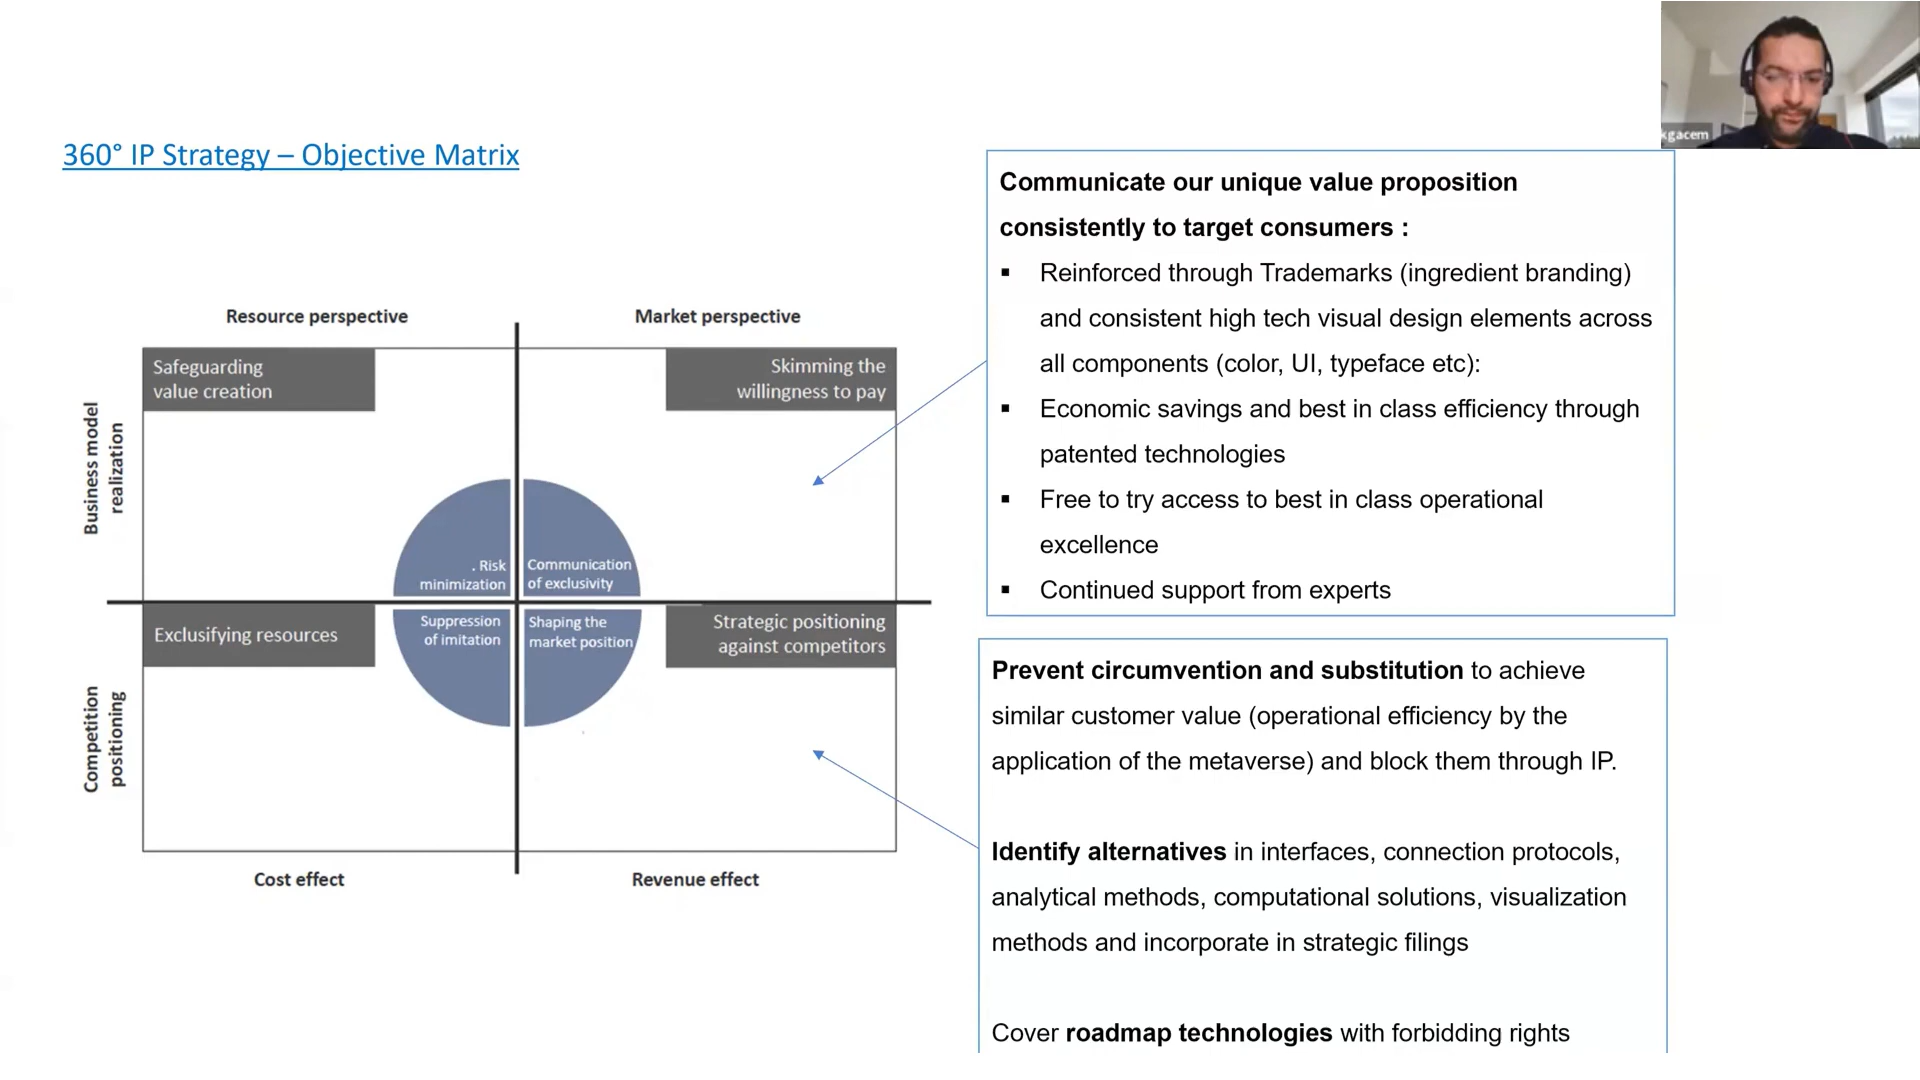 kgacem
360° IP Strategy – Objective Matrix
Resource perspective
Market perspective
Safeguarding
value creation
Skimming the
willingness to pay
Business model
realization
. Risk
minimization
Communication
of exclusivity
Exclusifying resources
Suppression
of imitation
Shaping the
market position
Strategic positioning
against competitors
Competition
positioning
Cost effect
Revenue effect
Communicate our unique value proposition
consistently to target consumers :
▪ Reinforced through Trademarks (ingredient branding)
and consistent high tech visual design elements across
all components (color, UI, typeface etc):
▪ Economic savings and best in class efficiency through
patented technologies
▪ Free to try access to best in class operational
excellence
▪ Continued support from experts
Prevent circumvention and substitution to achieve
similar customer value (operational efficiency by the
application of the metaverse) and block them through IP.
Identify alternatives in interfaces, connection protocols,
analytical methods, computational solutions, visualization
methods and incorporate in strategic filings
Cover roadmap technologies with forbidding rights